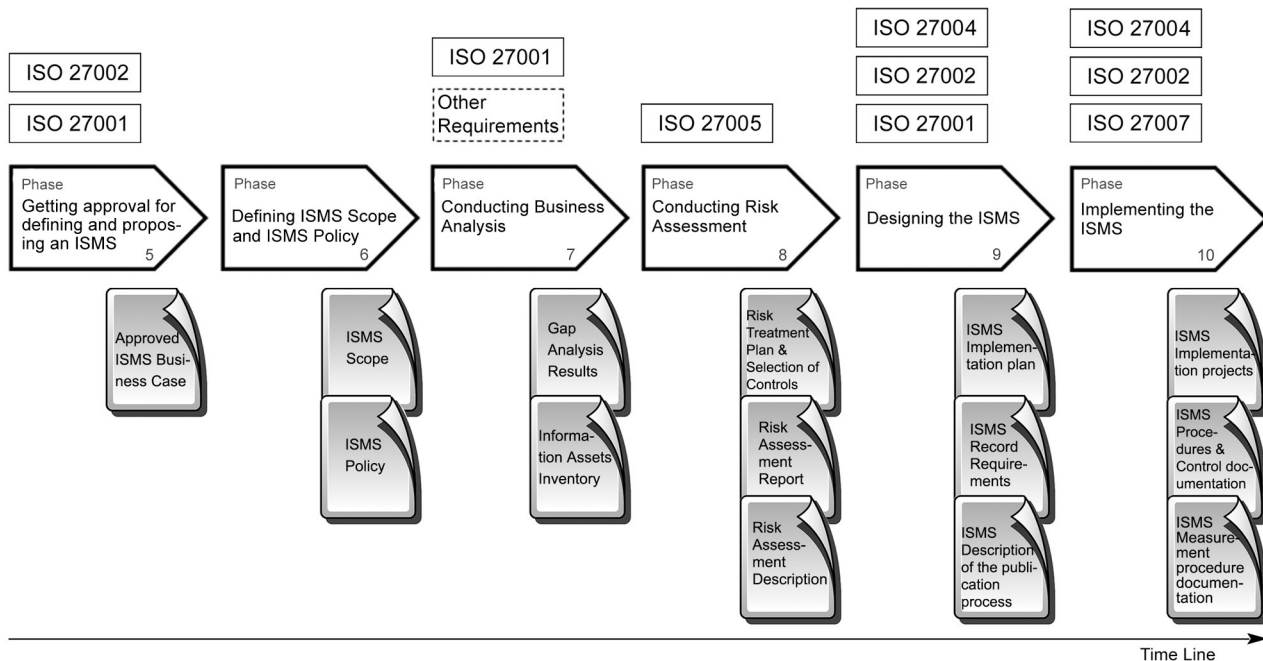 ISO 27002
ISO 27001
ISO 27001
Other
Requirements
ISO 27005
ISO 27004
ISO 27002
ISO 27001
ISO 27004
ISO 27002
ISO 27007
Phase
Getting approval for
defining and propos-
ing an ISMS
5
Phase
Defining ISMS Scope
and ISMS Policy
6
Phase
Conducting Business
Analysis
7
Phase
Conducting Risk
Assessment
8
Phase
Designing the ISMS
9
Phase
Implementing the
ISMS
10
Approved
ISMS Busi-
ness Case
ISMS
Scope
ISMS
Policy
Gap
Analysis
Results
Informa-
tion Assets
Inventory
Risk
Treatment
Plan &
Selection of
Controls
Risk
Assess-
ment
Report
Risk
Assess-
ment
Description
ISMS
Implemen-
tation plan
ISMS
Record
Require-
ments
ISMS
Description
of the publi-
cation
process
ISMS
Implementa-
tion projects
ISMS
Proce-
dures &
Control doc-
umentation
ISMS
Measure-
ment
procedure
documen-
tation
Time Line